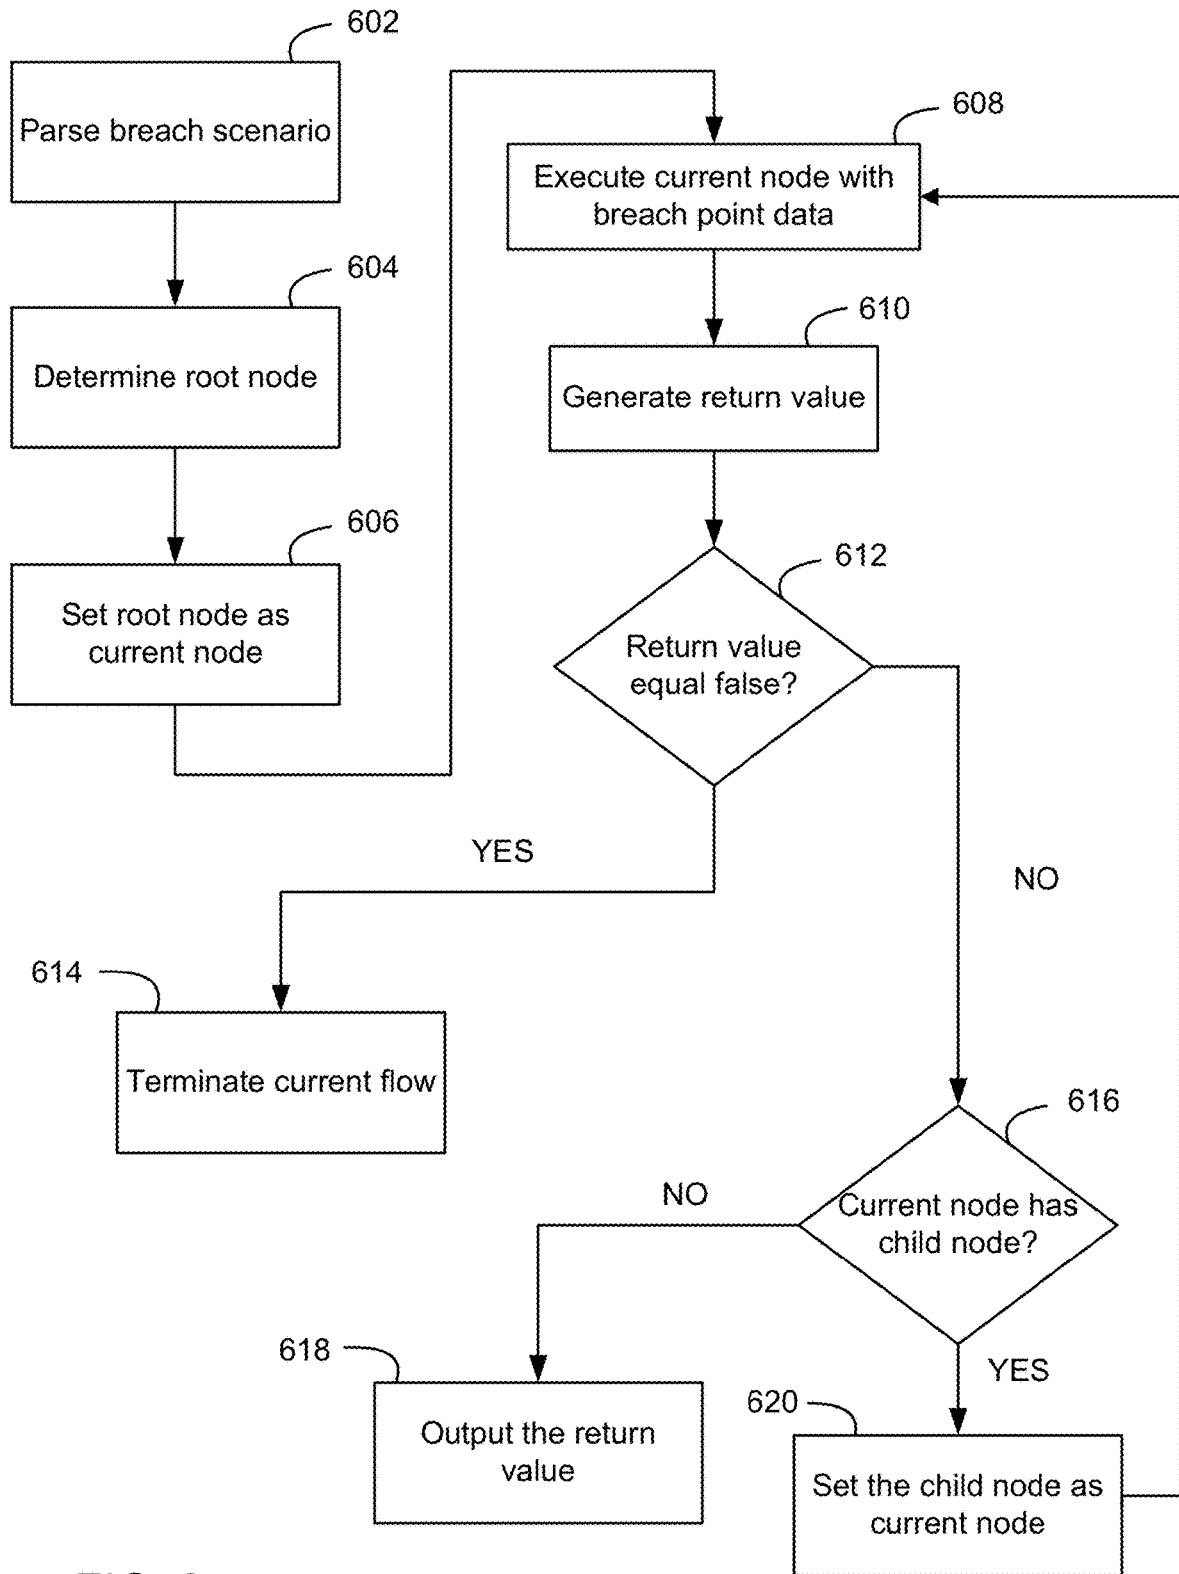 602
Parse breach scenario
604
Determine root node
606
Set root node as
current node
608
Execute current node with
breach point data
610
Generate return value
612
Return value
equal false?
YES
NO
614
Terminate current flow
616
Current node has
child node?
NO
YES
618
Output the return
value
620
Set the child node as
current node